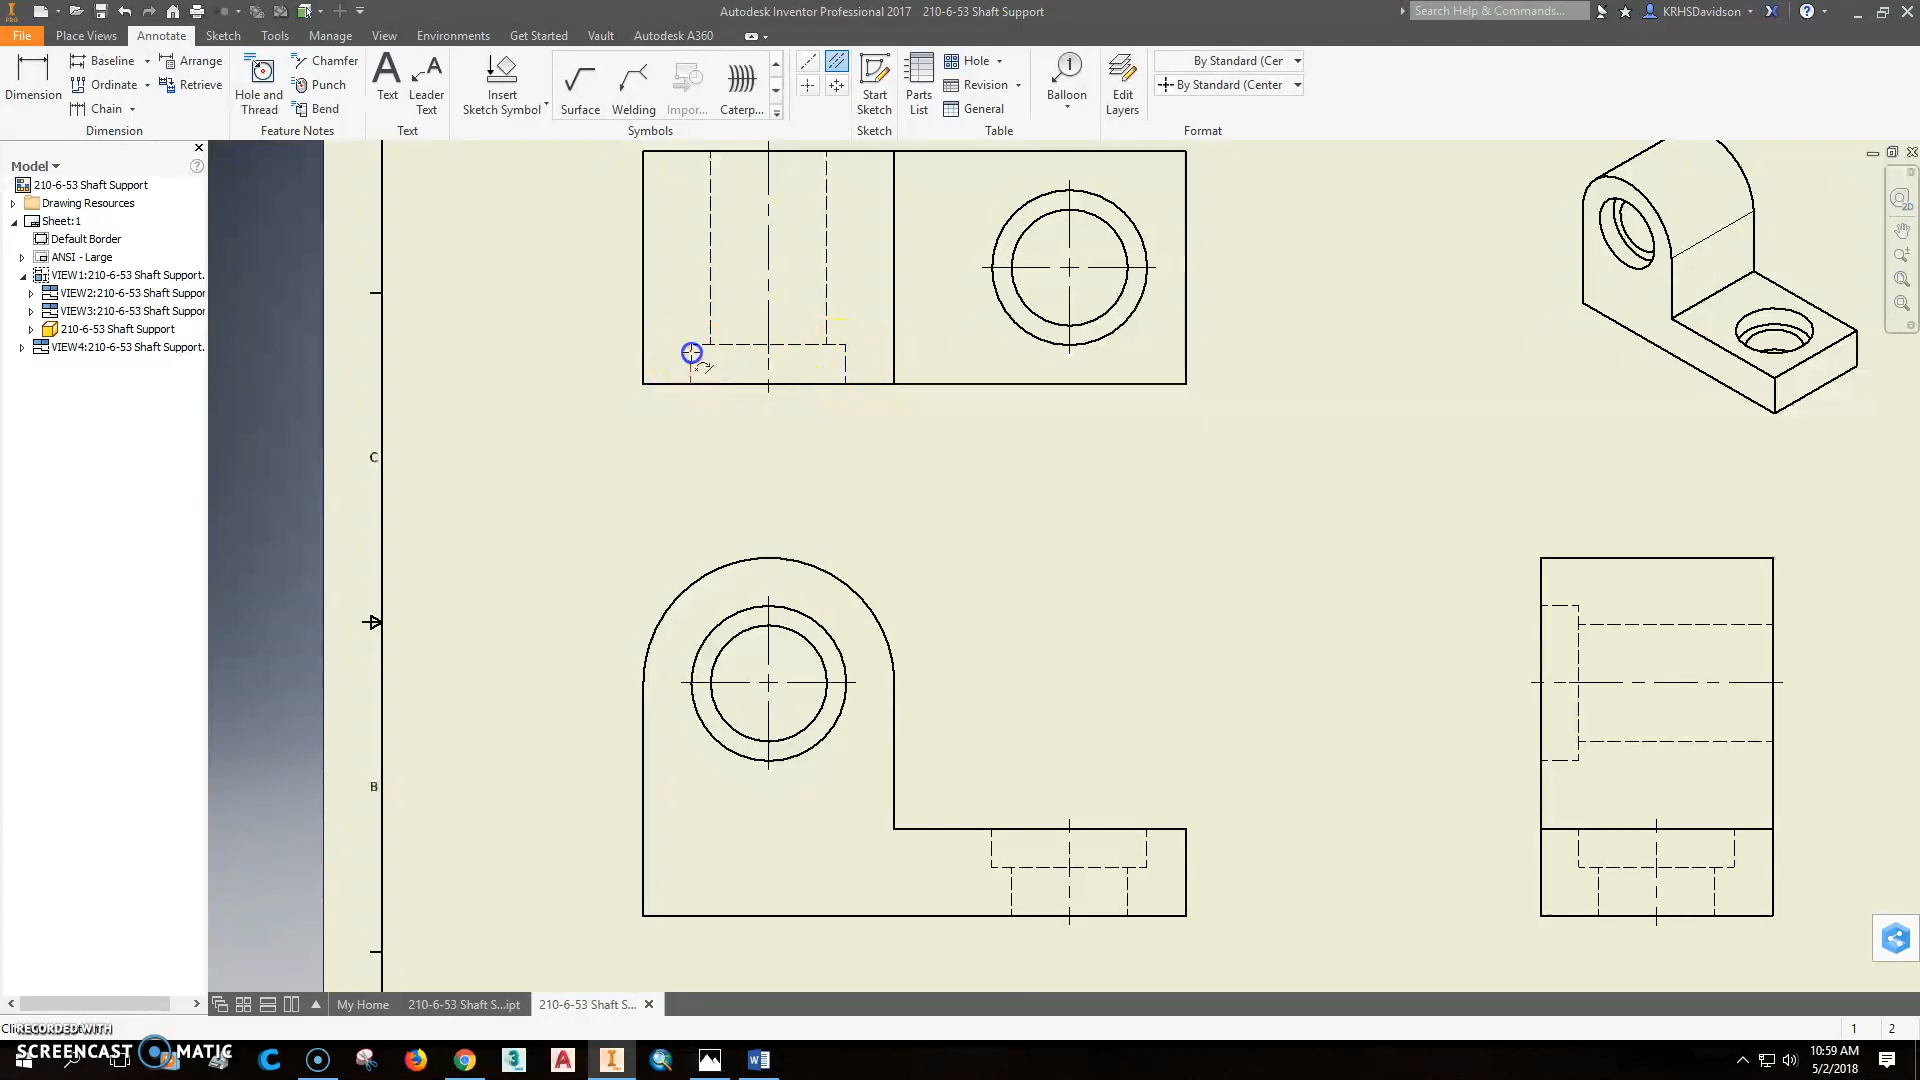 Autodesk Inventor Professional 2017   210-6-53 Shaft Support
Search Help & Commands...
KRHSDavidson
PRO
File
Place Views
Annotate
Sketch
Tools
Manage
View
Environments
Get Started
Vault
Autodesk A360
Dimension
Baseline
Ordinate
Chain
Arrange
Retrieve
Dimension
Hole and
Thread
Chamfer
Punch
Bend
Feature Notes
Text
Leader
Text
Text
Insert
Sketch Symbol
Surface
Welding
Impor...
Caterp...
Symbols
Start
Sketch
Sketch
Parts
List
Hole
Revision
General
Table
Balloon
Edit
Layers
By Standard (Cer
By Standard (Center
Format
Model
210-6-53 Shaft Support
Drawing Resources
Sheet:1
Default Border
ANSI - Large
VIEW1:210-6-53 Shaft Support.
VIEW2:210-6-53 Shaft Suppor
VIEW3:210-6-53 Shaft Suppor
210-6-53 Shaft Support
VIEW4:210-6-53 Shaft Support.
C
B
2D
My Home
210-6-53 Shaft S...ipt
210-6-53 Shaft S...
1
2
RECORDED WITH
SCREENCAST MATIC
10:59 AM
5/2/2018